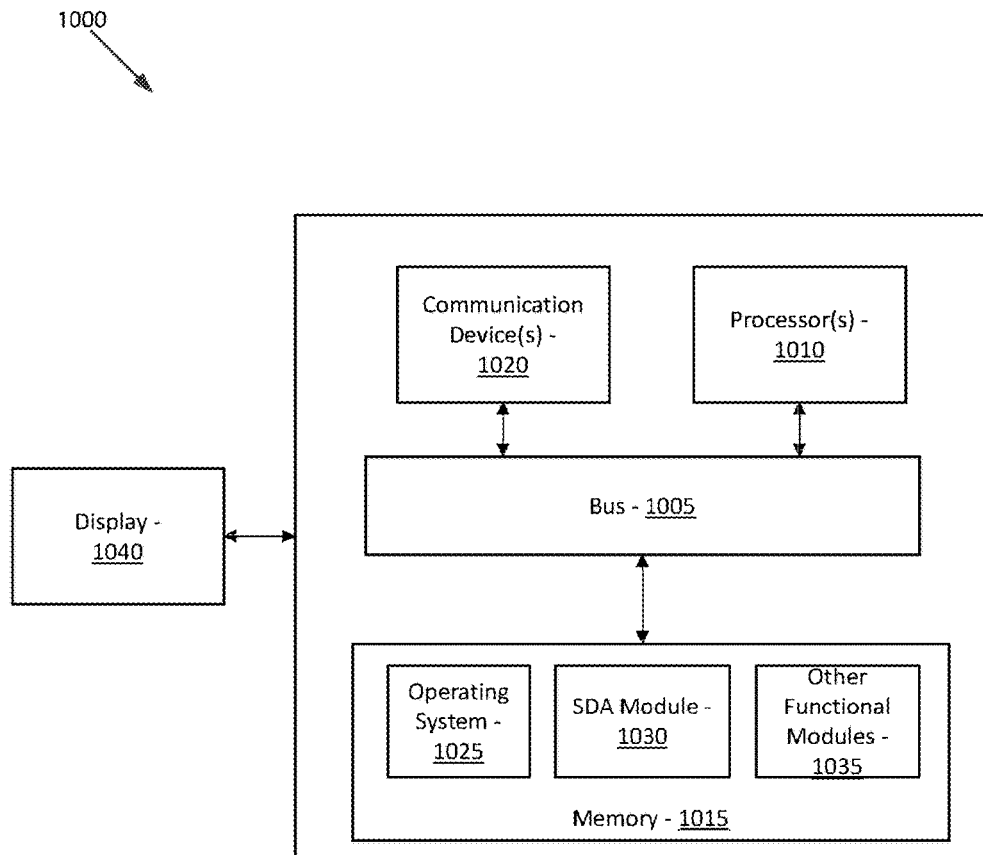 1000
Communication
Device(s) -
1020
Processor(s) -
1010
Bus - 1005
Display -
1040
Operating
System -
1025
SDA Module -
1030
Other
Functional
Modules -
1035
Memory - 1015